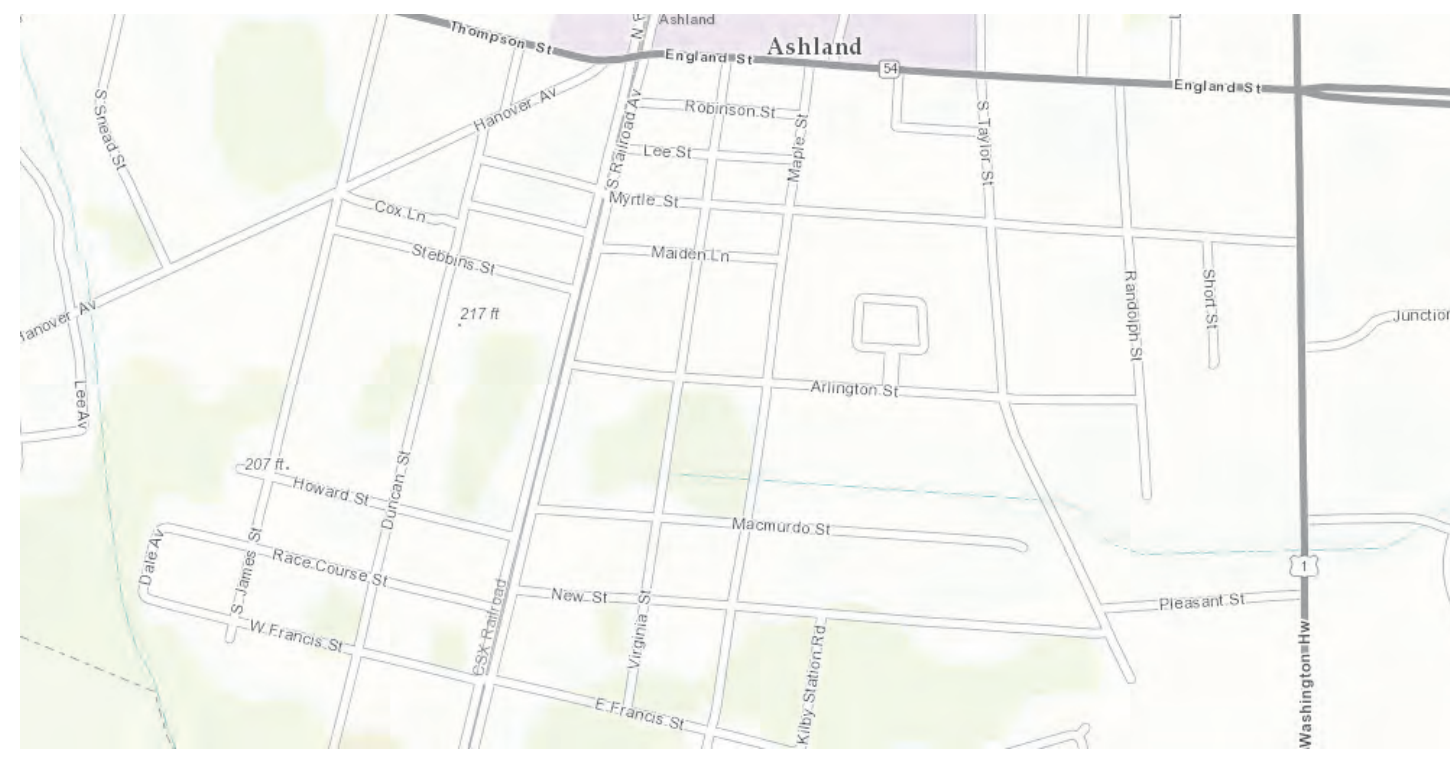 Ashland
Thompson St
England St
Ashland
54
England St
S Snead St
Hanover Av
Robinson St
S Railroad Av
Maple St
S Taylor St
Lee St
Myrtle St
Cox Ln
Stebbins St
Maiden Ln
217 ft
Randolph St
Short St
Junction
Hanover Av
Lee Av
Arlington St
207 ft
Howard St
Duncan St
Macmurdo St
Dale Av
S James St
Race Course St
CSX Railroad
New St
Virginia St
1
Pleasant St
W Francis St
E Francis St
Kilby Station Rd
Washington Hw